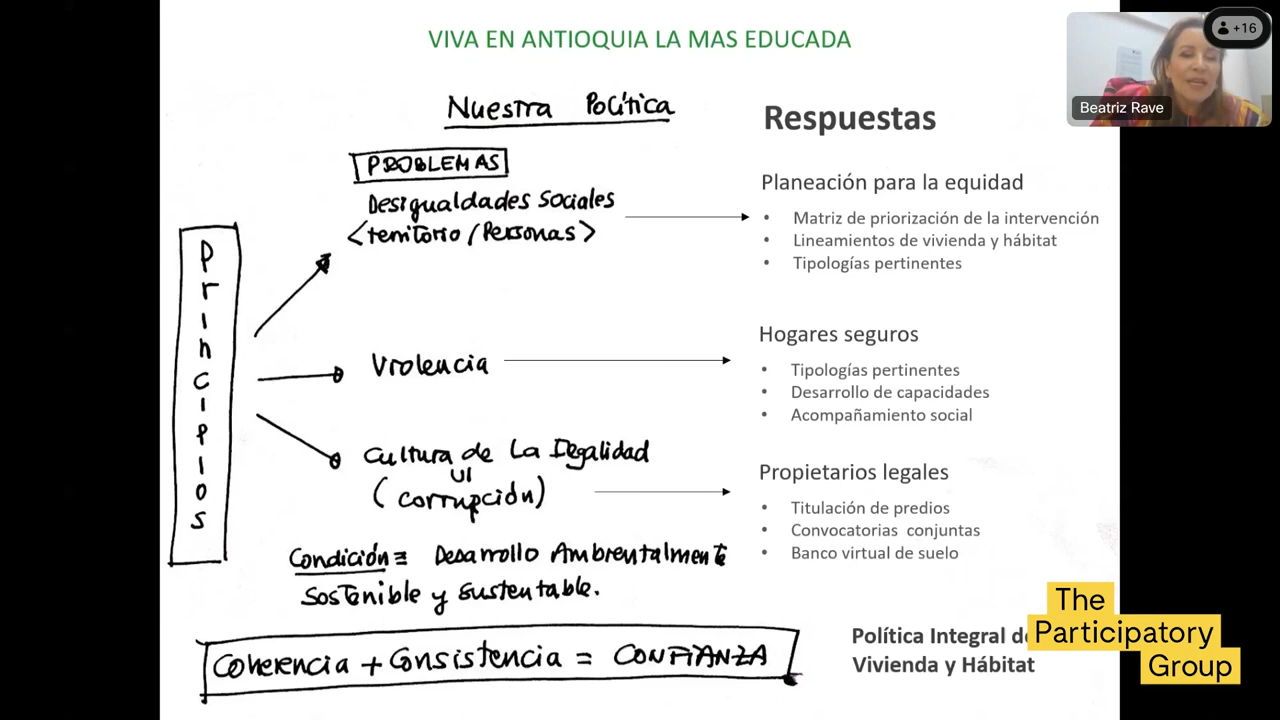 VIVA EN ANTIOQUIA LA MAS EDUCADA
+16
Beatriz Rave
Nuestra Política
PROBLEMAS
Desigualdades Sociales
<territorio / Personas>
Principios
Violencia
Cultura de La Ilegalidad
UI
(corrupción)
Condición ≡ Desarrollo Ambientalmente
Sostenible y sustentable.
Coherencia + Consistencia = CONFIANZA
Respuestas
Planeación para la equidad
• Matriz de priorización de la intervención
• Lineamientos de vivienda y hábitat
• Tipologías pertinentes
Hogares seguros
• Tipologías pertinentes
• Desarrollo de capacidades
• Acompañamiento social
Propietarios legales
• Titulación de predios
• Convocatorias conjuntas
• Banco virtual de suelo
Política Integral de
Vivienda y Hábitat
The
Participatory
Group